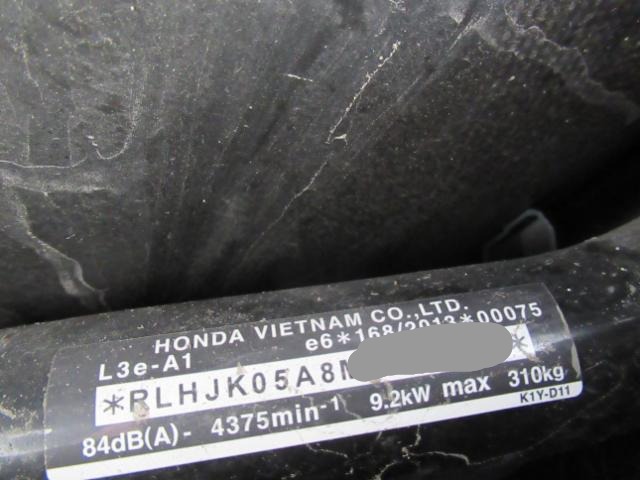 HONDA VIETNAM CO.,LTD.
L3e-A1 e6*168/2013*00075
*RLHJK05A8M *
84dB(A)- 4375min-1 9.2kW max 310kg
K1Y-D11